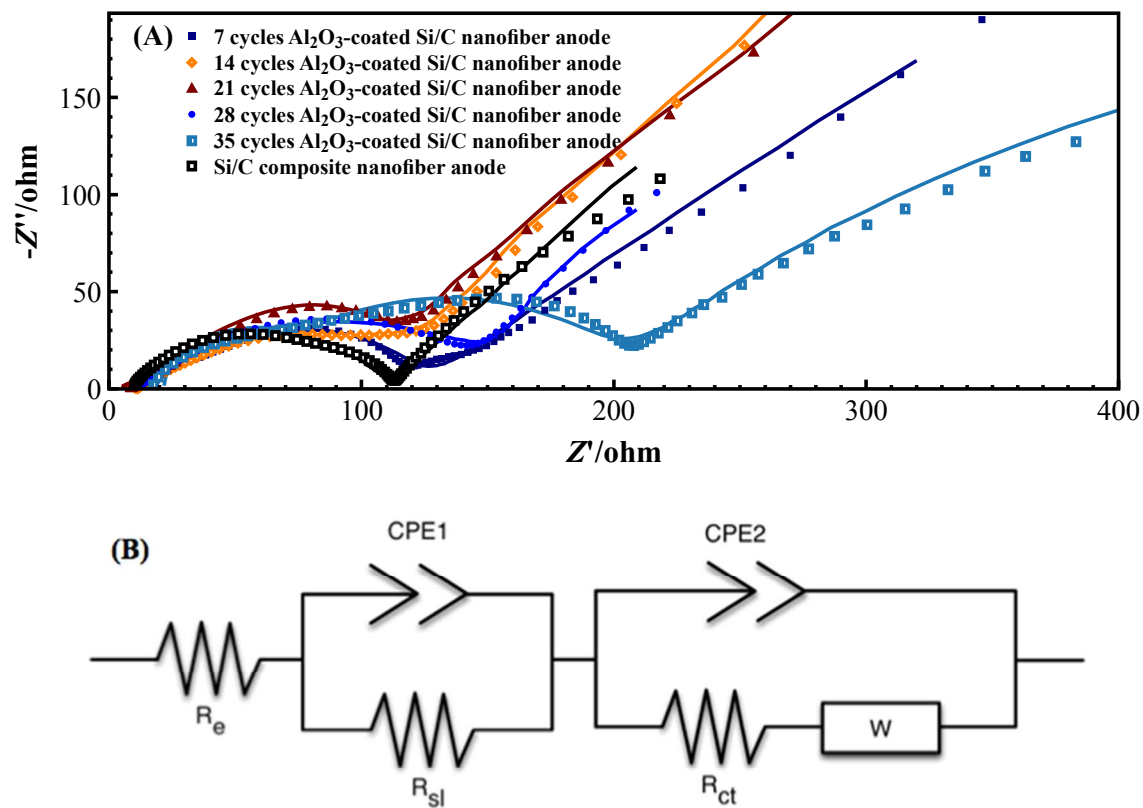 (A)
7 cycles Al₂O₃-coated Si/C nanofiber anode
14 cycles Al₂O₃-coated Si/C nanofiber anode
21 cycles Al₂O₃-coated Si/C nanofiber anode
28 cycles Al₂O₃-coated Si/C nanofiber anode
35 cycles Al₂O₃-coated Si/C nanofiber anode
Si/C composite nanofiber anode
-Z''/ohm
150
100
50
0
0 100 200 300 400
Z'/ohm
(B)
CPE1
CPE2
Rₑ
R_sl
R_ct
W